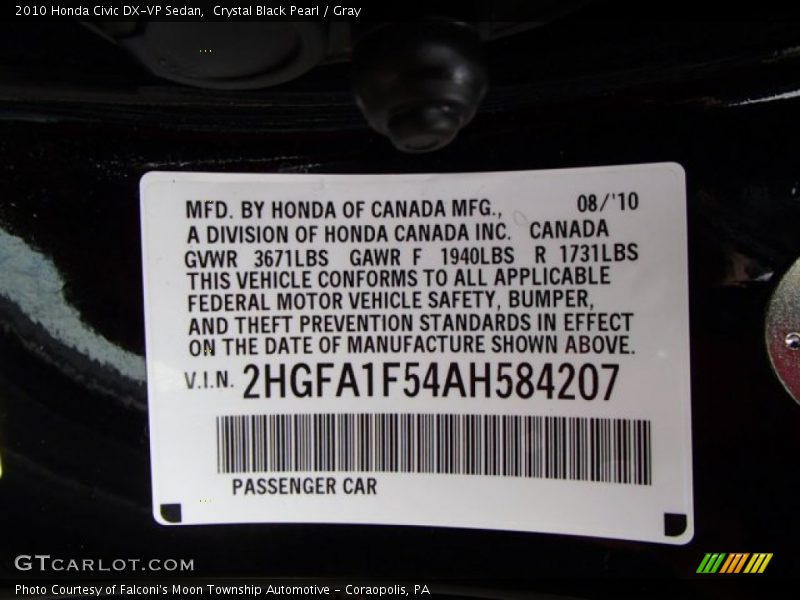 2010 Honda Civic DX-VP Sedan, Crystal Black Pearl / Gray
MFD. BY HONDA OF CANADA MFG., 08/'10
A DIVISION OF HONDA CANADA INC. CANADA
GVWR 3671LBS GAWR F 1940LBS R 1731LBS
THIS VEHICLE CONFORMS TO ALL APPLICABLE
FEDERAL MOTOR VEHICLE SAFETY, BUMPER,
AND THEFT PREVENTION STANDARDS IN EFFECT
ON THE DATE OF MANUFACTURE SHOWN ABOVE.
V.I.N. 2HGFA1F54AH584207
PASSENGER CAR
GTCARLOT.COM
Photo Courtesy of Falconi's Moon Township Automotive - Coraopolis, PA